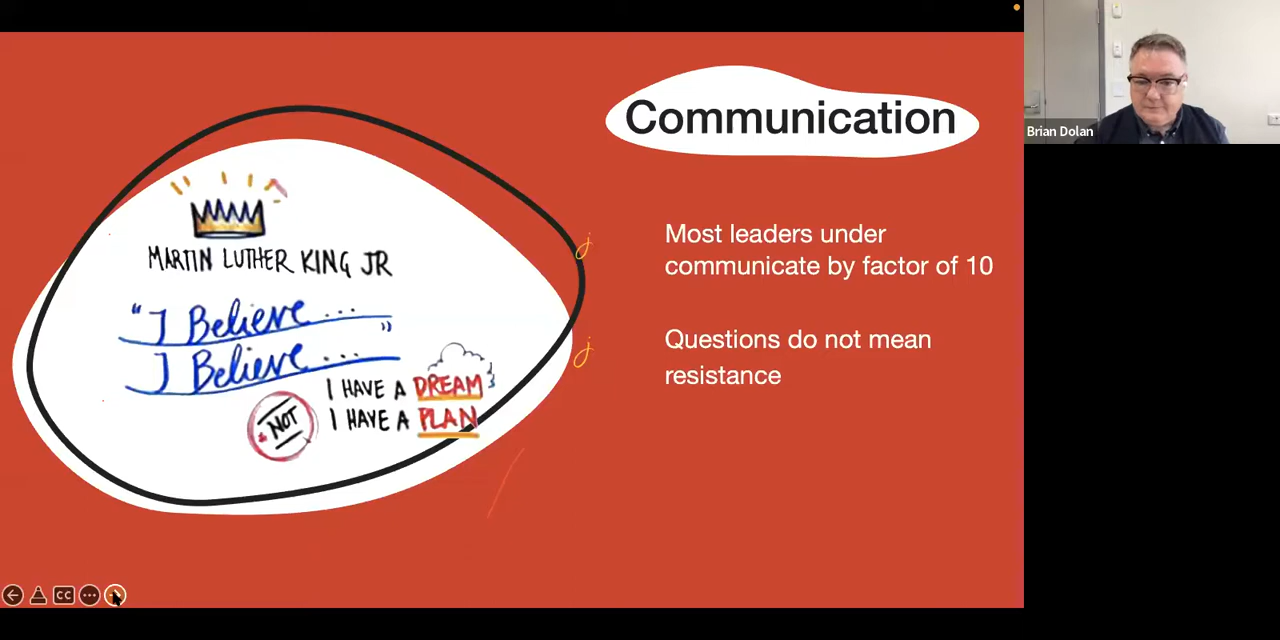 Communication
MARTIN LUTHER KING JR
"I Believe ...
"
I Believe ...
I HAVE A DREAM
NOT
I HAVE A PLAN
Most leaders under
communicate by factor of 10
Questions do not mean
resistance
CC
Brian Dolan